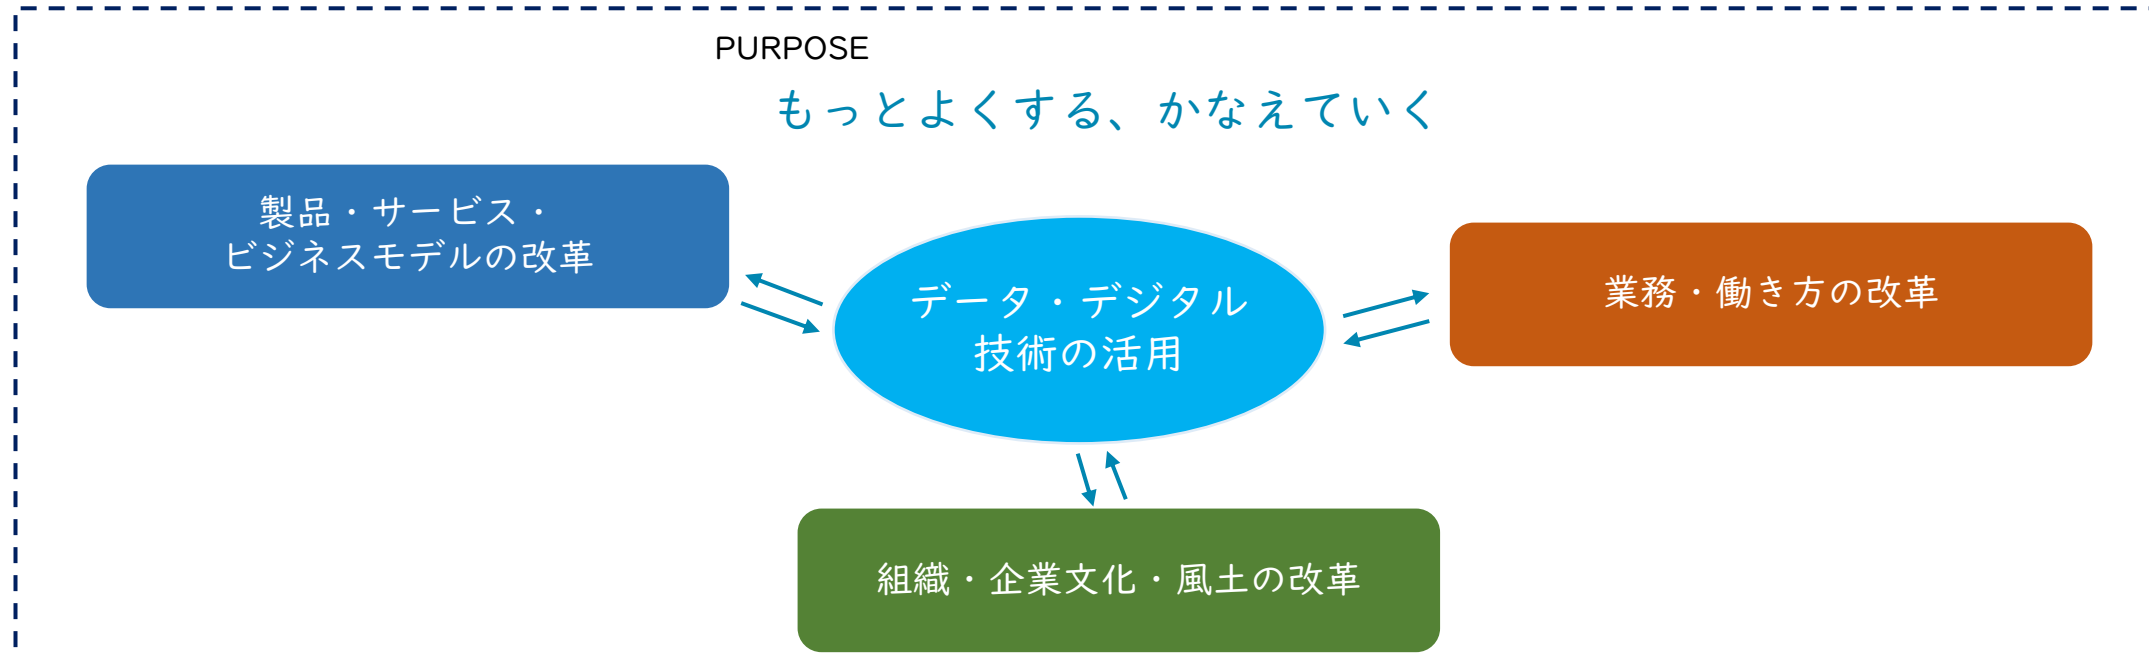 PURPOSE
もっとよくする、かなえていく
製品・サービス・
ビジネスモデルの改革
データ・デジタル
技術の活用
業務・働き方の改革
組織・企業文化・風土の改革